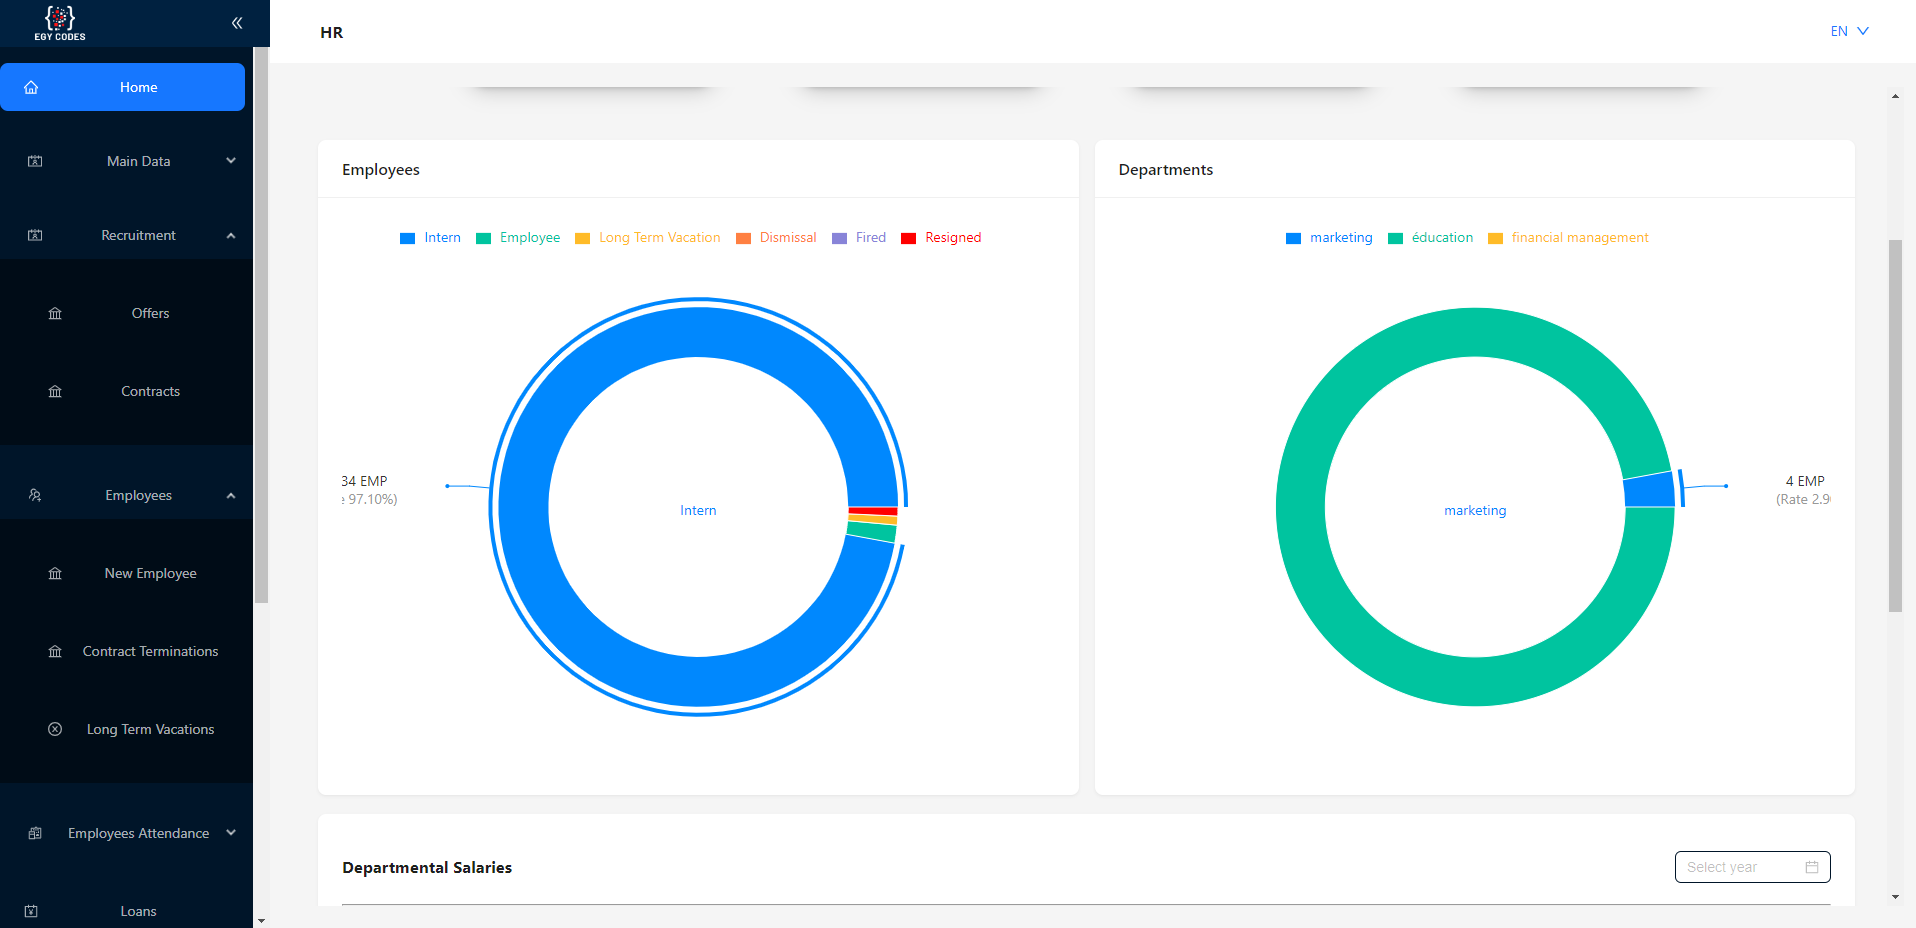 EGY CODES
HR
EN
Home
Main Data
Recruitment
Offers
Contracts
Employees
New Employee
Contract Terminations
Long Term Vacations
Employees Attendance
Loans
Employees
Intern Employee Long Term Vacation Dismissal Fired Resigned
34 EMP
97.10%)
Intern
Departments
marketing éducation financial management
4 EMP
(Rate 2.9
marketing
Departmental Salaries
Select year